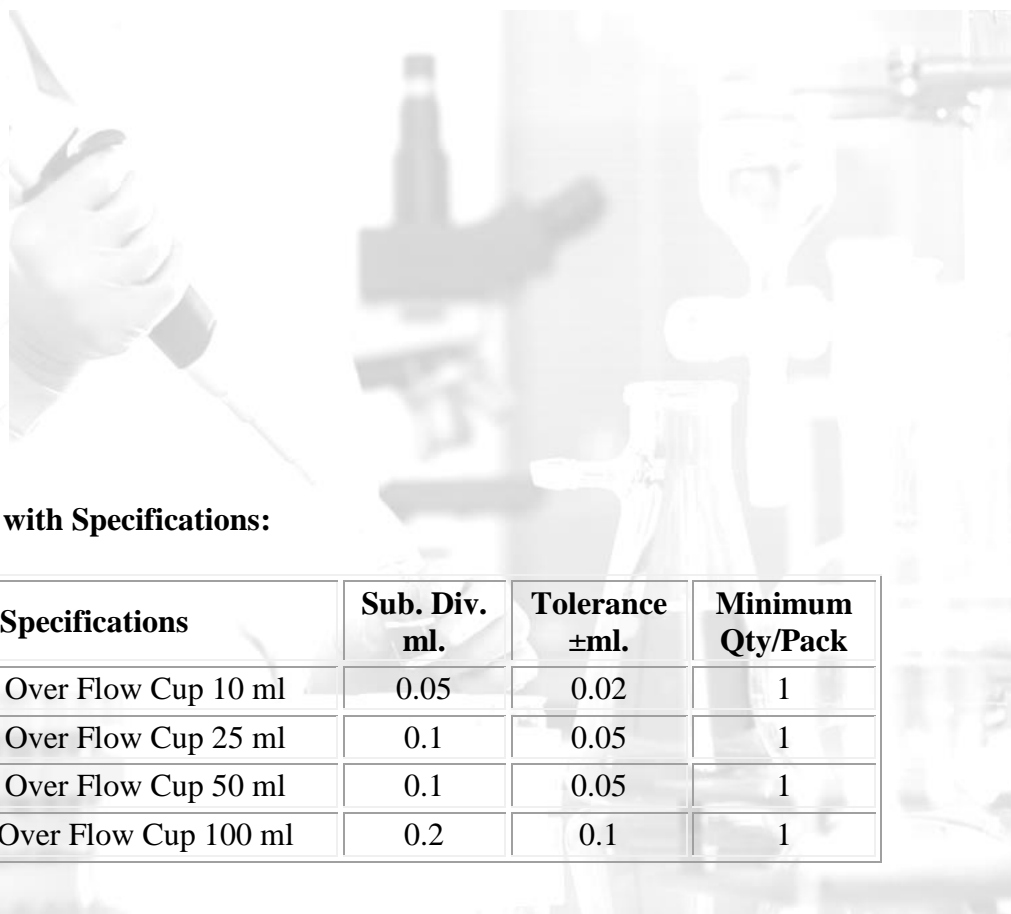 with Specifications:
Specifications Sub. Div. ml. Tolerance ±ml. Minimum Qty/Pack
Over Flow Cup 10 ml 0.05 0.02 1
Over Flow Cup 25 ml 0.1 0.05 1
Over Flow Cup 50 ml 0.1 0.05 1
Over Flow Cup 100 ml 0.2 0.1 1